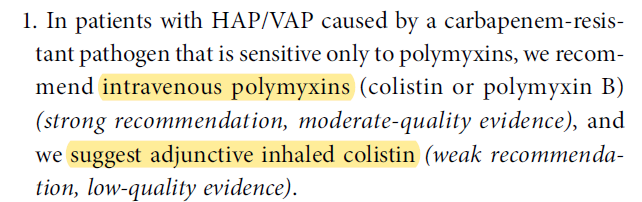 1. In patients with HAP/VAP caused by a carbapenem-resis-
tant pathogen that is sensitive only to polymyxins, we recom-
mend intravenous polymyxins (colistin or polymyxin B)
(strong recommendation, moderate-quality evidence), and
we suggest adjunctive inhaled colistin (weak recommenda-
tion, low-quality evidence).